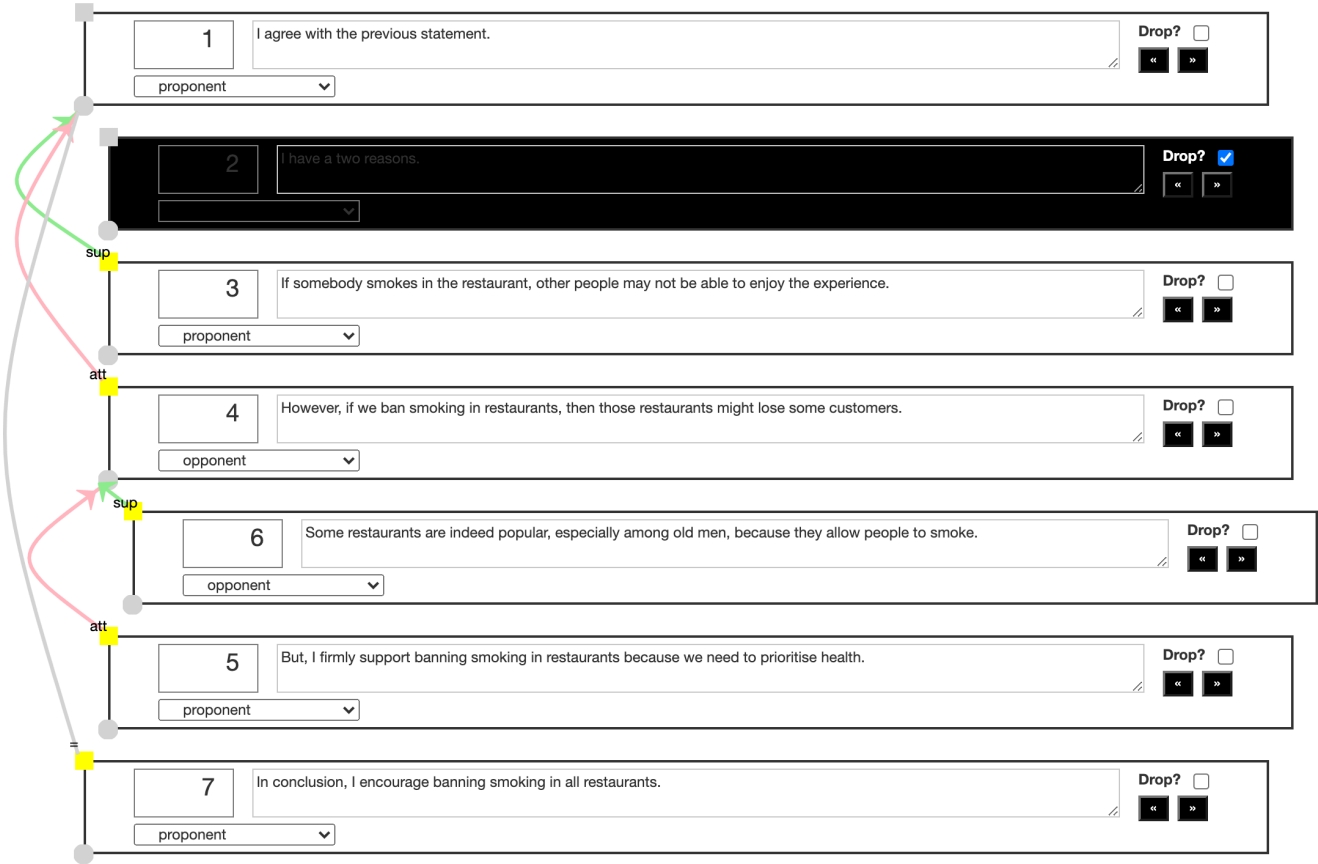 1
I agree with the previous statement.
Drop?
« »
proponent
2
I have a two reasons.
Drop?
« »
sup
3
If somebody smokes in the restaurant, other people may not be able to enjoy the experience.
Drop?
« »
proponent
att
4
However, if we ban smoking in restaurants, then those restaurants might lose some customers.
Drop?
« »
opponent
sup
6
Some restaurants are indeed popular, especially among old men, because they allow people to smoke.
Drop?
« »
opponent
att
5
But, I firmly support banning smoking in restaurants because we need to prioritise health.
Drop?
« »
proponent
=
7
In conclusion, I encourage banning smoking in all restaurants.
Drop?
« »
proponent